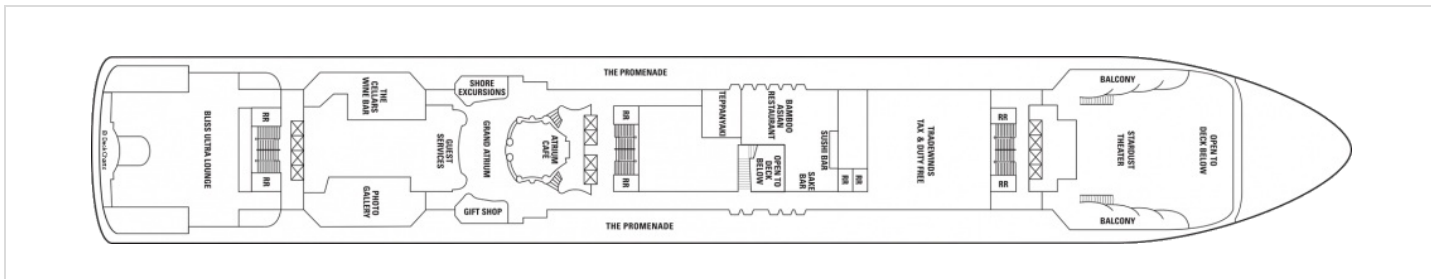 © Deck Chartz
BLISS ULTRA LOUNGE
RR
RR
THE
CELLARS
WINE BAR
PHOTO
GALLERY
GUEST
SERVICES
SHORE
EXCURSIONS
GRAND ATRIUM
GIFT SHOP
ATRIUM
CAFE
THE PROMENADE
THE PROMENADE
RR
RR
TEPPANYAKI
BAMBOO
ASIAN
RESTAURANT
OPEN TO
DECK
BELOW
SUSHI BAR
SAKE
BAR
RR
RR
TRADEWINDS
TAX & DUTY FREE
RR
RR
BALCONY
STARDUST
THEATER
BALCONY
OPEN TO
DECK BELOW